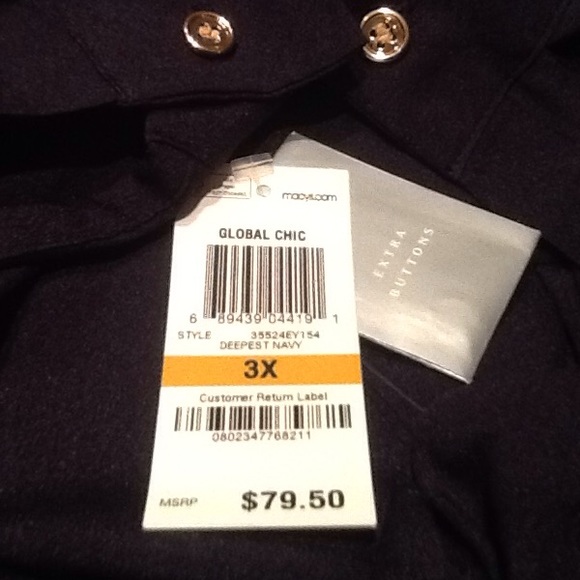 macys.com
GLOBAL CHIC
6 89439 04419 1
STYLE 35524EY154
DEEPEST NAVY
3X
Customer Return Label
0802347768211
MSRP $79.50
EXTRA
BUTTONS